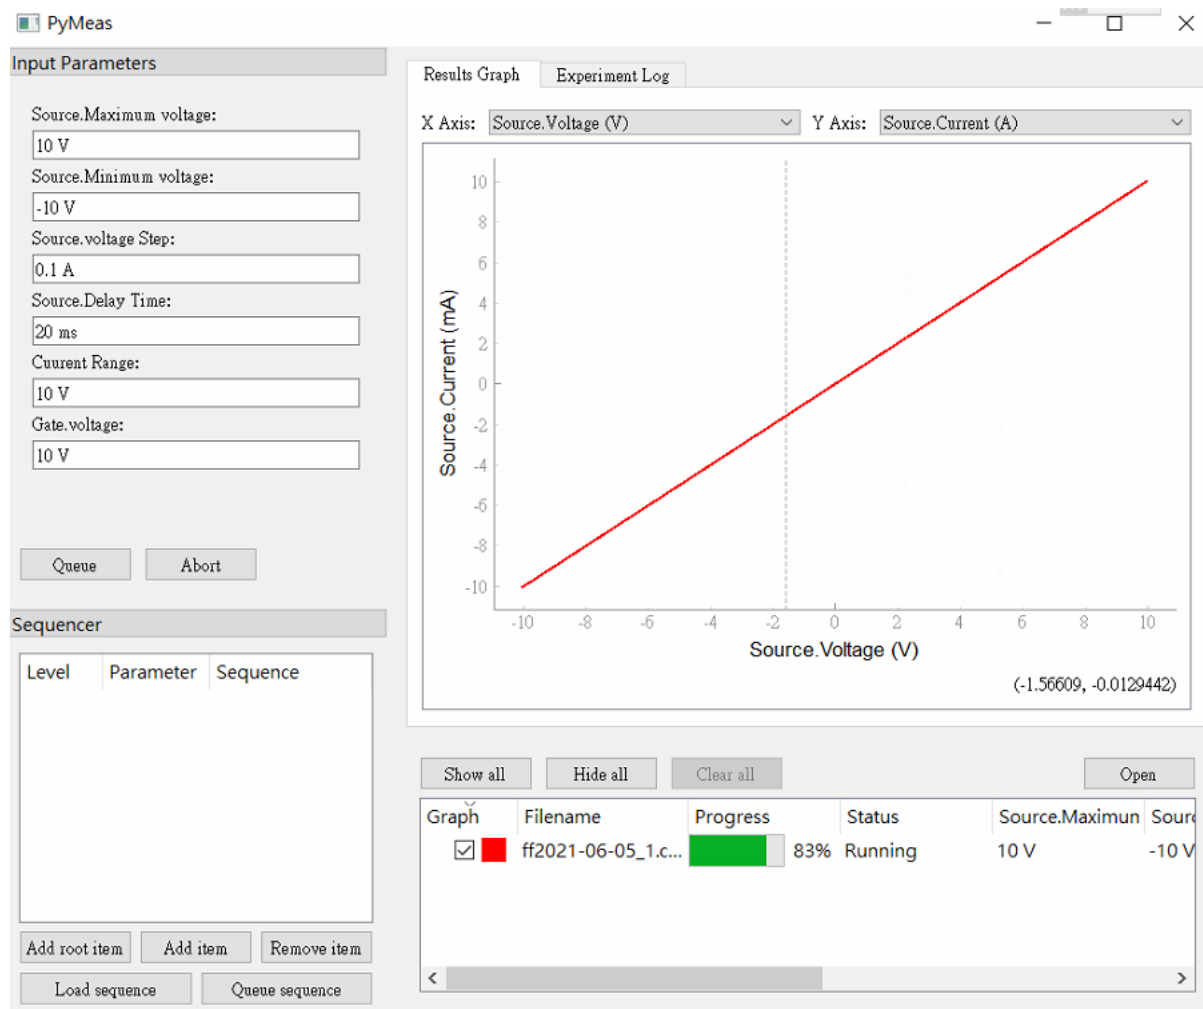 PyMeas
Input Parameters
Source.Maximum voltage:
10 V
Source.Minimum voltage:
-10 V
Source.voltage Step:
0.1 A
Source.Delay Time:
20 ms
Cuurent Range:
10 V
Gate.voltage:
10 V
Queue Abort
Sequencer
Level Parameter Sequence
Add root item Add item Remove item
Load sequence Queue sequence
Results Graph Experiment Log
X Axis: Source.Voltage (V) Y Axis: Source.Current (A)
Source.Current (mA)
10
8
6
4
2
0
-2
-4
-6
-8
-10
-10 -8 -6 -4 -2 0 2 4 6 8 10
Source.Voltage (V)
(-1.56609, -0.0129442)
Show all Hide all Clear all Open
Graph Filename Progress Status Source.Maximun Sourc
ff2021-06-05_1.c... 83% Running 10 V -10 V